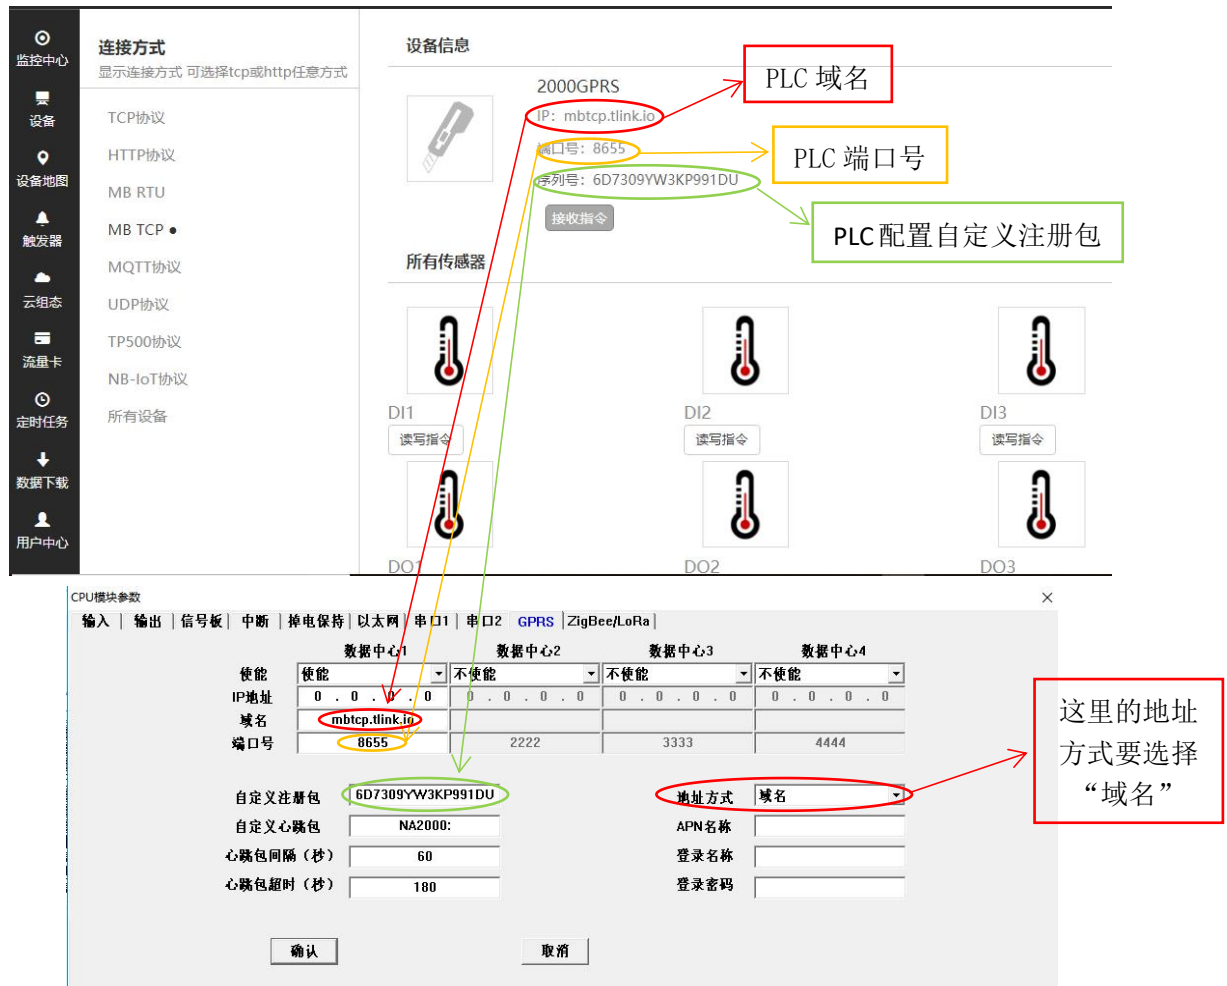 监控中心
设备
设备地图
触发器
云组态
流量卡
定时任务
数据下载
用户中心
连接方式
显示连接方式 可选择tcp或http任意方式
TCP协议
HTTP协议
MB RTU
MB TCP ●
MQTT协议
UDP协议
TP500协议
NB-IoT协议
所有设备
设备信息
2000GPRS
IP: mbtcp.tlink.io
端口号: 8655
序列号: 6D7309YW3KP991DU
接收指令
PLC 域名
PLC 端口号
PLC配置自定义注册包
所有传感器
DI1 DI2 DI3
读写指令 读写指令 读写指令
DO1 DO2 DO3
CPU模块参数
输入 输出 信号板 中断 掉电保持 以太网 串口1 串口2 GPRS ZigBee/LoRa
数据中心1 数据中心2 数据中心3 数据中心4
使能 使能 不使能 不使能 不使能
IP地址 0 . 0 . 0 . 0 0 . 0 . 0 . 0 0 . 0 . 0 . 0 0 . 0 . 0 . 0
域名 mbtcp.tlink.io
端口号 8655 2222 3333 4444
自定义注册包 6D7309YW3KP991DU 地址方式 域名
自定义心跳包 NA2000: APN名称
心跳包间隔（秒） 60 登录名称
心跳包超时（秒） 180 登录密码
确认 取消
这里的地址
方式要选择
“域名”